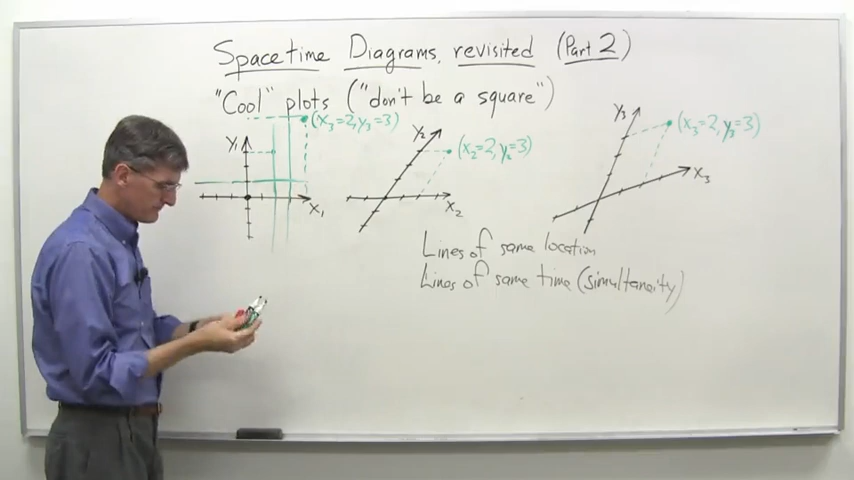 Spacetime Diagrams, revisited (Part 2)
"Cool" plots ("don't be a square")
y₁
x₁
(x₃=2, y₃=3)
y₂
x₂
(x₂=2, y₂=3)
y₃
x₃
(x₃=2, y₃=3)
Lines of same location
Lines of same time (simultaneity)